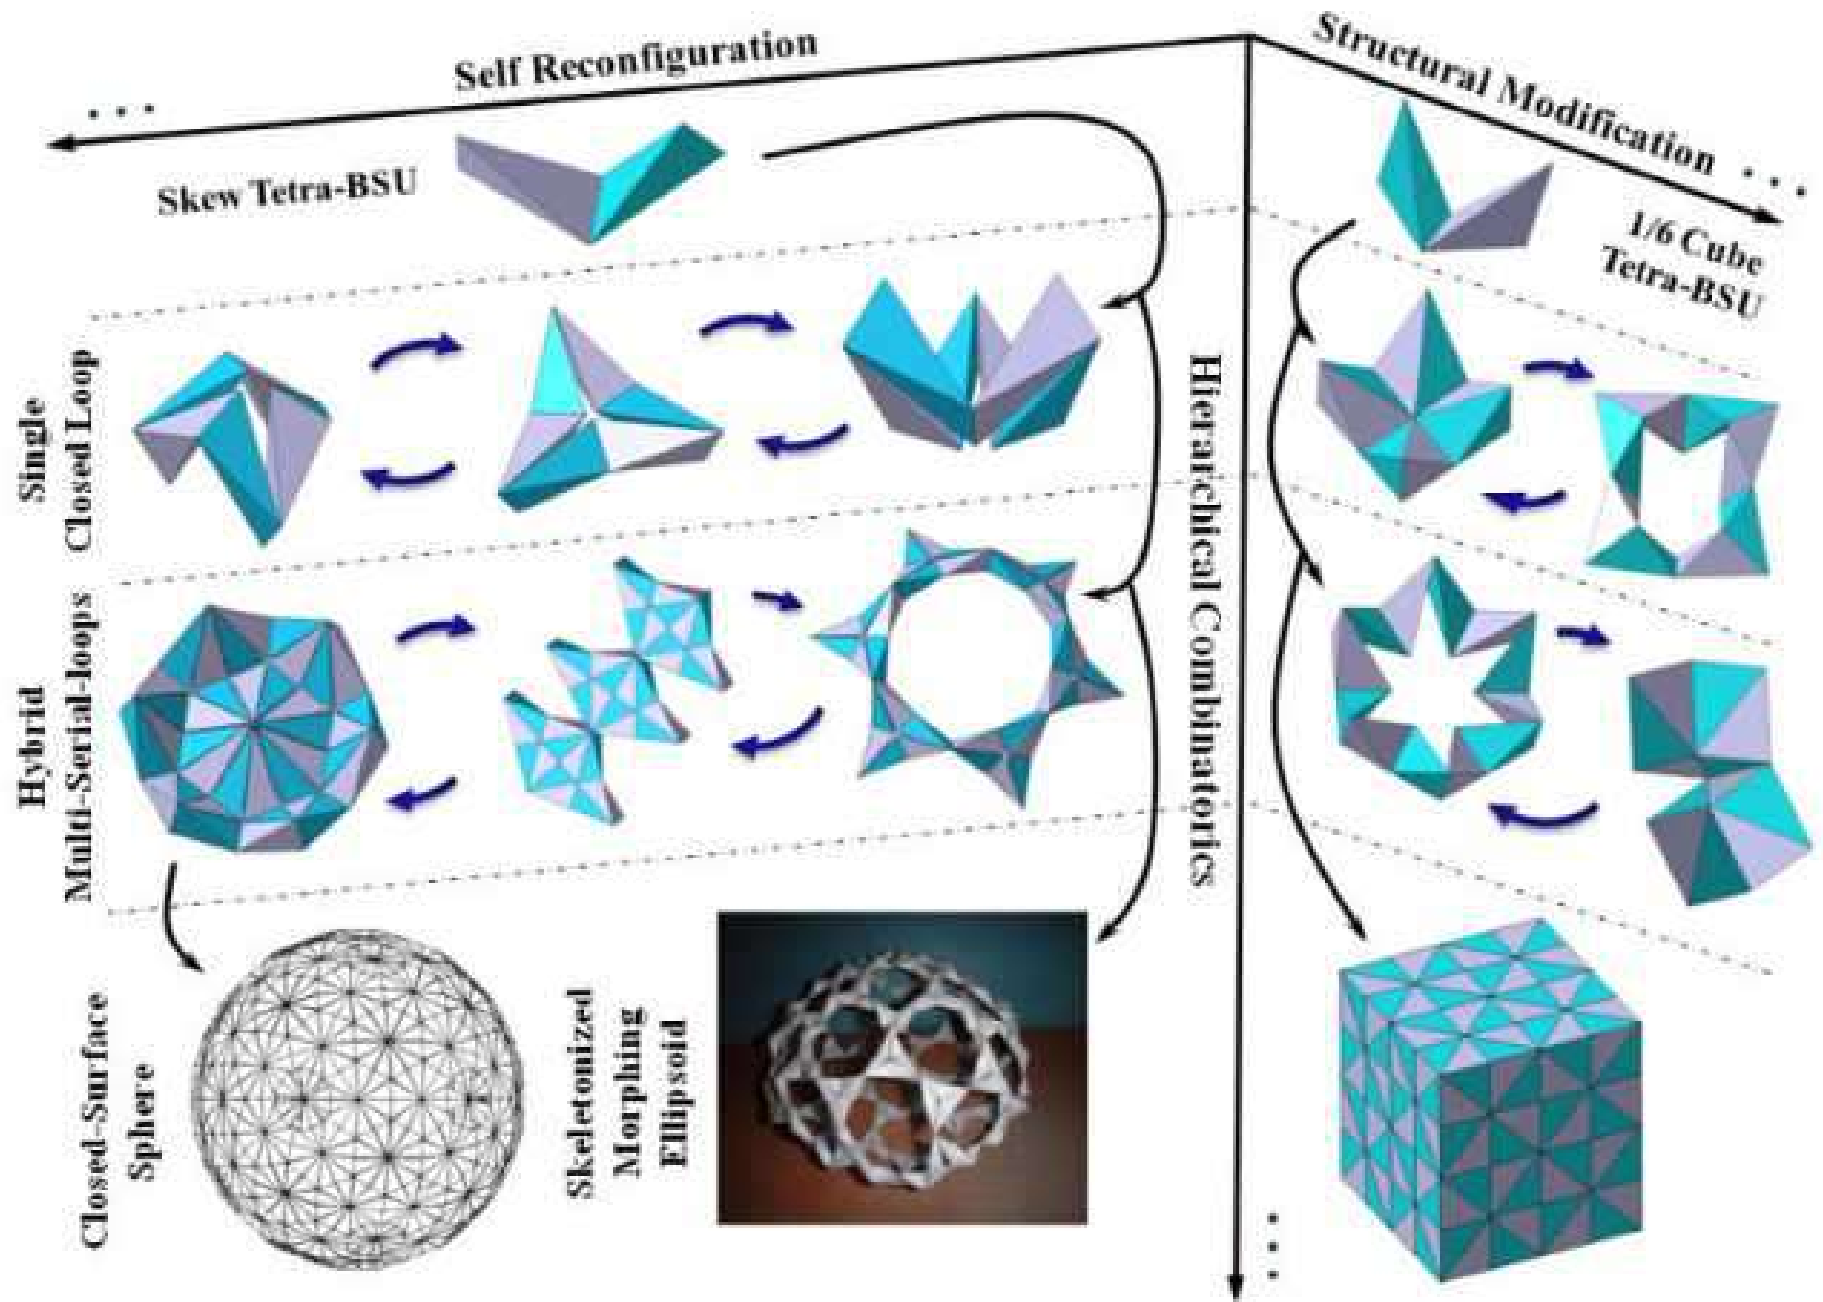 Self Reconfiguration
Structural Modification
Skew Tetra-BSU
1/6 Cube
Tetra-BSU
Single
Closed Loop
Hierarchical Combinatorics
Hybrid
Multi-Serial-loops
Closed-Surface
Sphere
Skeletonized
Morphing
Ellipsoid